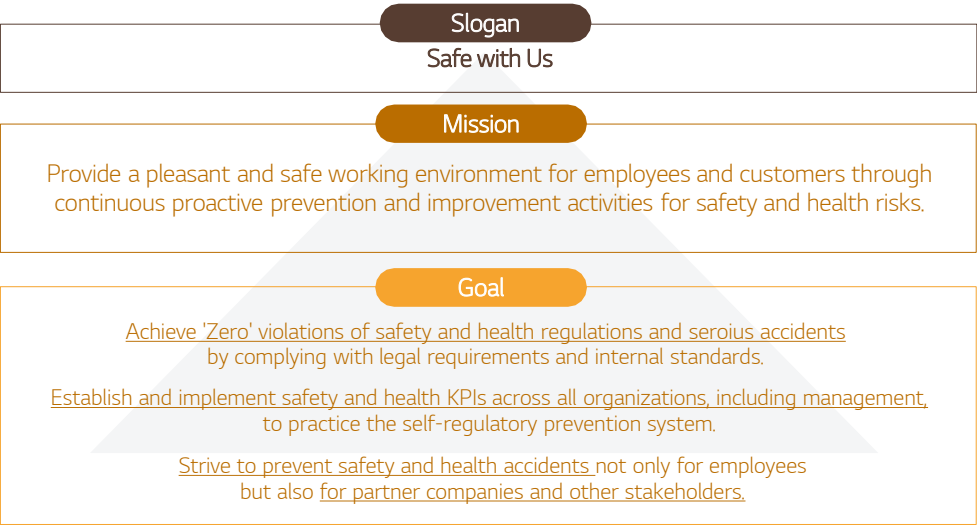 Slogan
Safe with Us
Mission
Provide a pleasant and safe working environment for employees and customers through
continuous proactive prevention and improvement activities for safety and health risks.
Goal
Achieve 'Zero' violations of safety and health regulations and seroius accidents
by complying with legal requirements and internal standards.
Establish and implement safety and health KPIs across all organizations, including management,
to practice the self-regulatory prevention system.
Strive to prevent safety and health accidents not only for employees
but also for partner companies and other stakeholders.